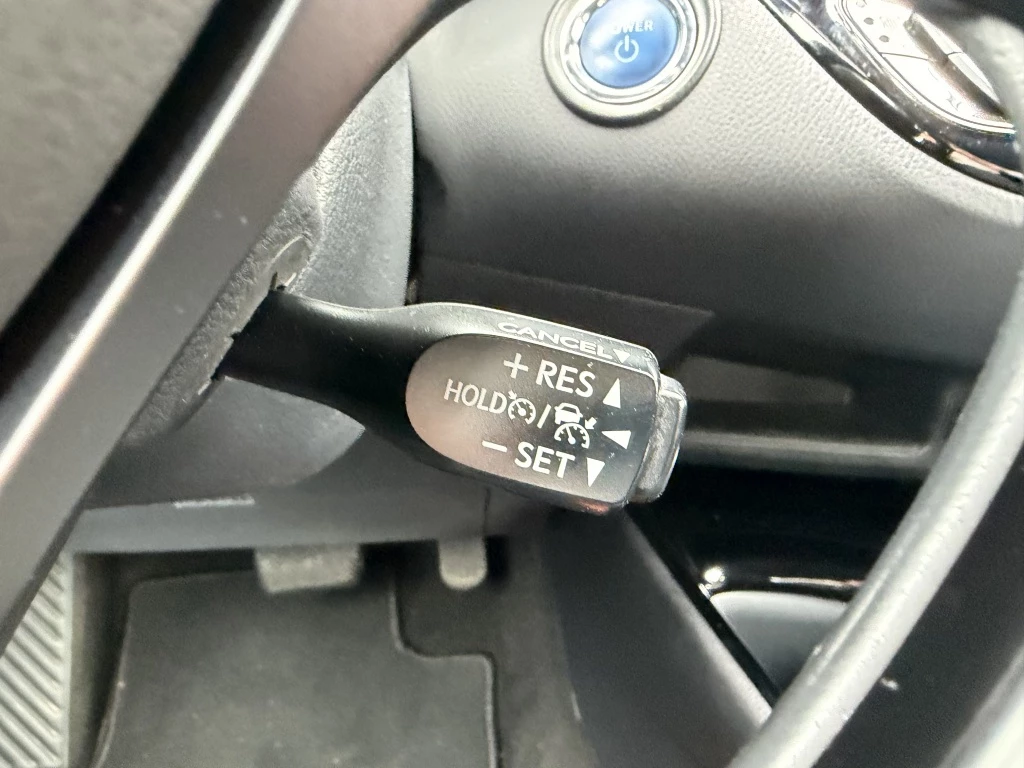 POWER
CANCEL▼
+ RES ▲
HOLD /
− SET ▼